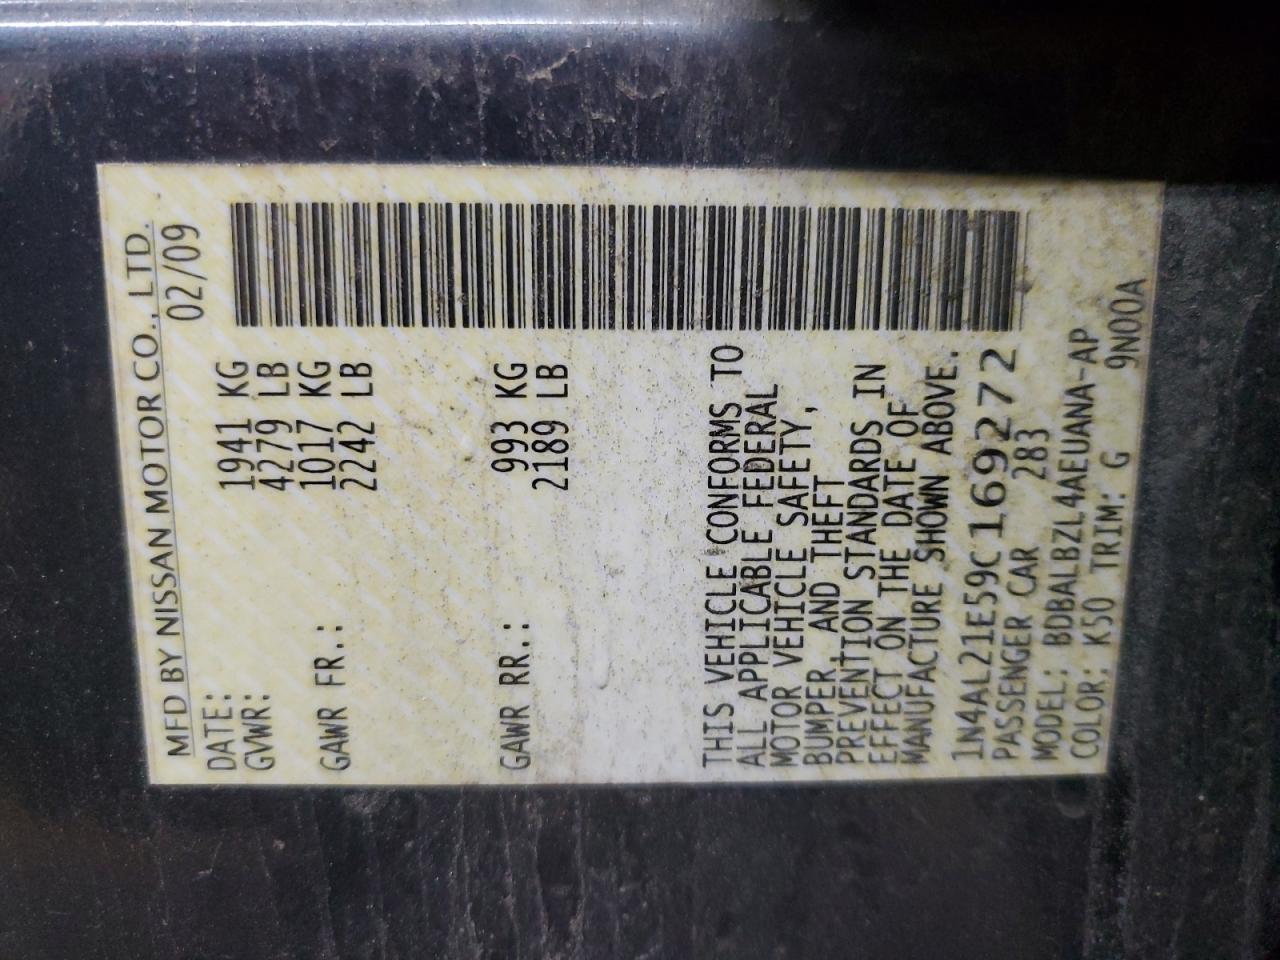 MFD BY NISSAN MOTOR CO., LTD.
DATE: 02/09
GVWR: 1941 KG
4279 LB
GAWR FR.: 1017 KG
2242 LB
GAWR RR.: 993 KG
2189 LB
THIS VEHICLE CONFORMS TO
ALL APPLICABLE FEDERAL
MOTOR VEHICLE SAFETY,
BUMPER, AND THEFT
PREVENTION STANDARDS IN
EFFECT ON THE DATE OF
MANUFACTURE SHOWN ABOVE.
1N4AL21E59C169272
PASSENGER CAR 283
MODEL: BDBALBZL4AEUANA-AP
COLOR: K50 TRIM: G 9N00A